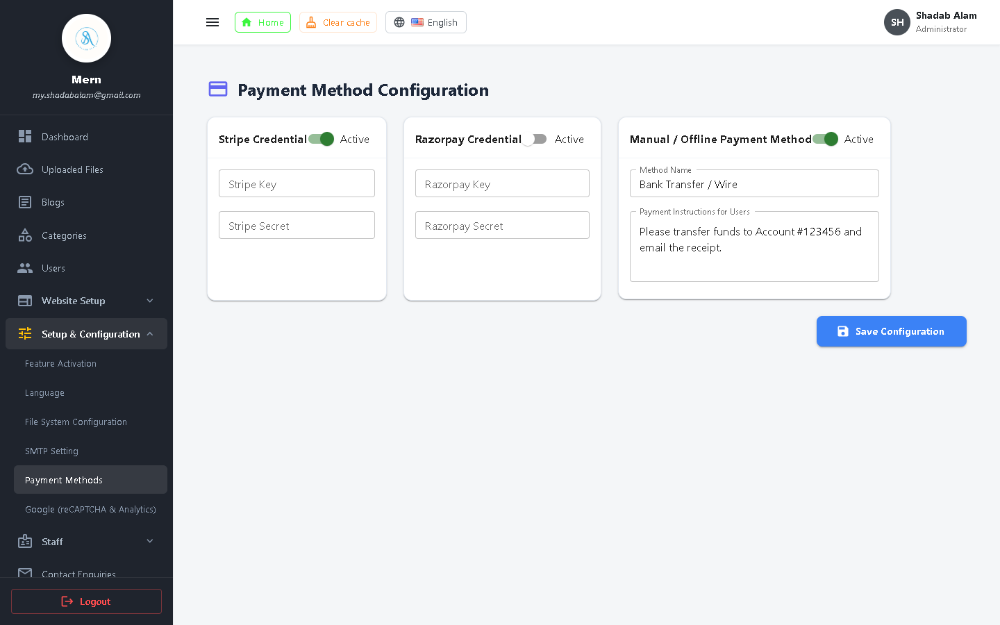 Mern
my.shadabalam@gmail.com
Dashboard
Uploaded Files
Blogs
Categories
Users
Website Setup
Setup & Configuration
Feature Activation
Language
File System Configuration
SMTP Setting
Payment Methods
Google (reCAPTCHA & Analytics)
Staff
Contact Enquiries
Logout
Home
Clear cache
English
SH
Shadab Alam
Administrator
Payment Method Configuration
Stripe Credential
Active
Stripe Key
Stripe Secret
Razorpay Credential
Active
Razorpay Key
Razorpay Secret
Manual / Offline Payment Method
Active
Method Name
Bank Transfer / Wire
Payment Instructions for Users
Please transfer funds to Account #123456 and
email the receipt.
Save Configuration